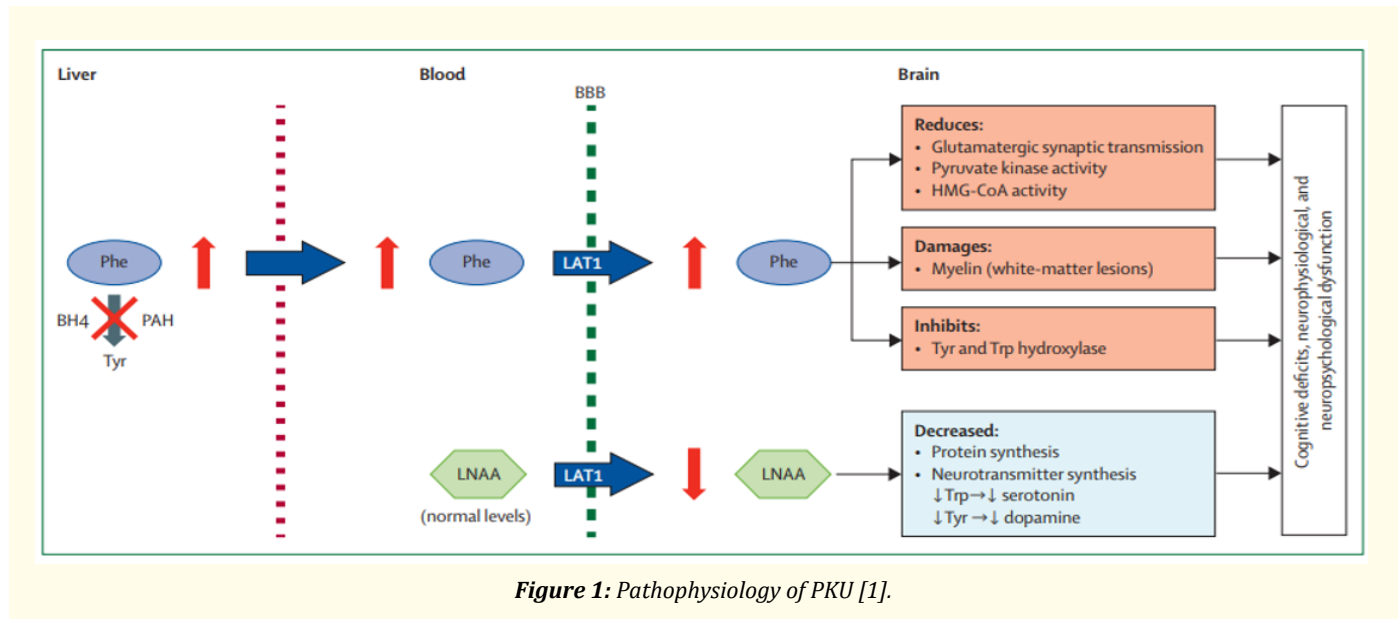 Liver
Blood
Brain
BBB
Reduces:
• Glutamatergic synaptic transmission
• Pyruvate kinase activity
• HMG-CoA activity
Phe
Phe
LAT1
Phe
Damages:
• Myelin (white-matter lesions)
BH4
PAH
Tyr
Inhibits:
• Tyr and Trp hydroxylase
LNAA
(normal levels)
LAT1
LNAA
Decreased:
• Protein synthesis
• Neurotransmitter synthesis
↓Trp→↓ serotonin
↓Tyr →↓ dopamine
Cognitive deficits, neurophysiological, and
neuropsychological dysfunction
Figure 1: Pathophysiology of PKU [1].